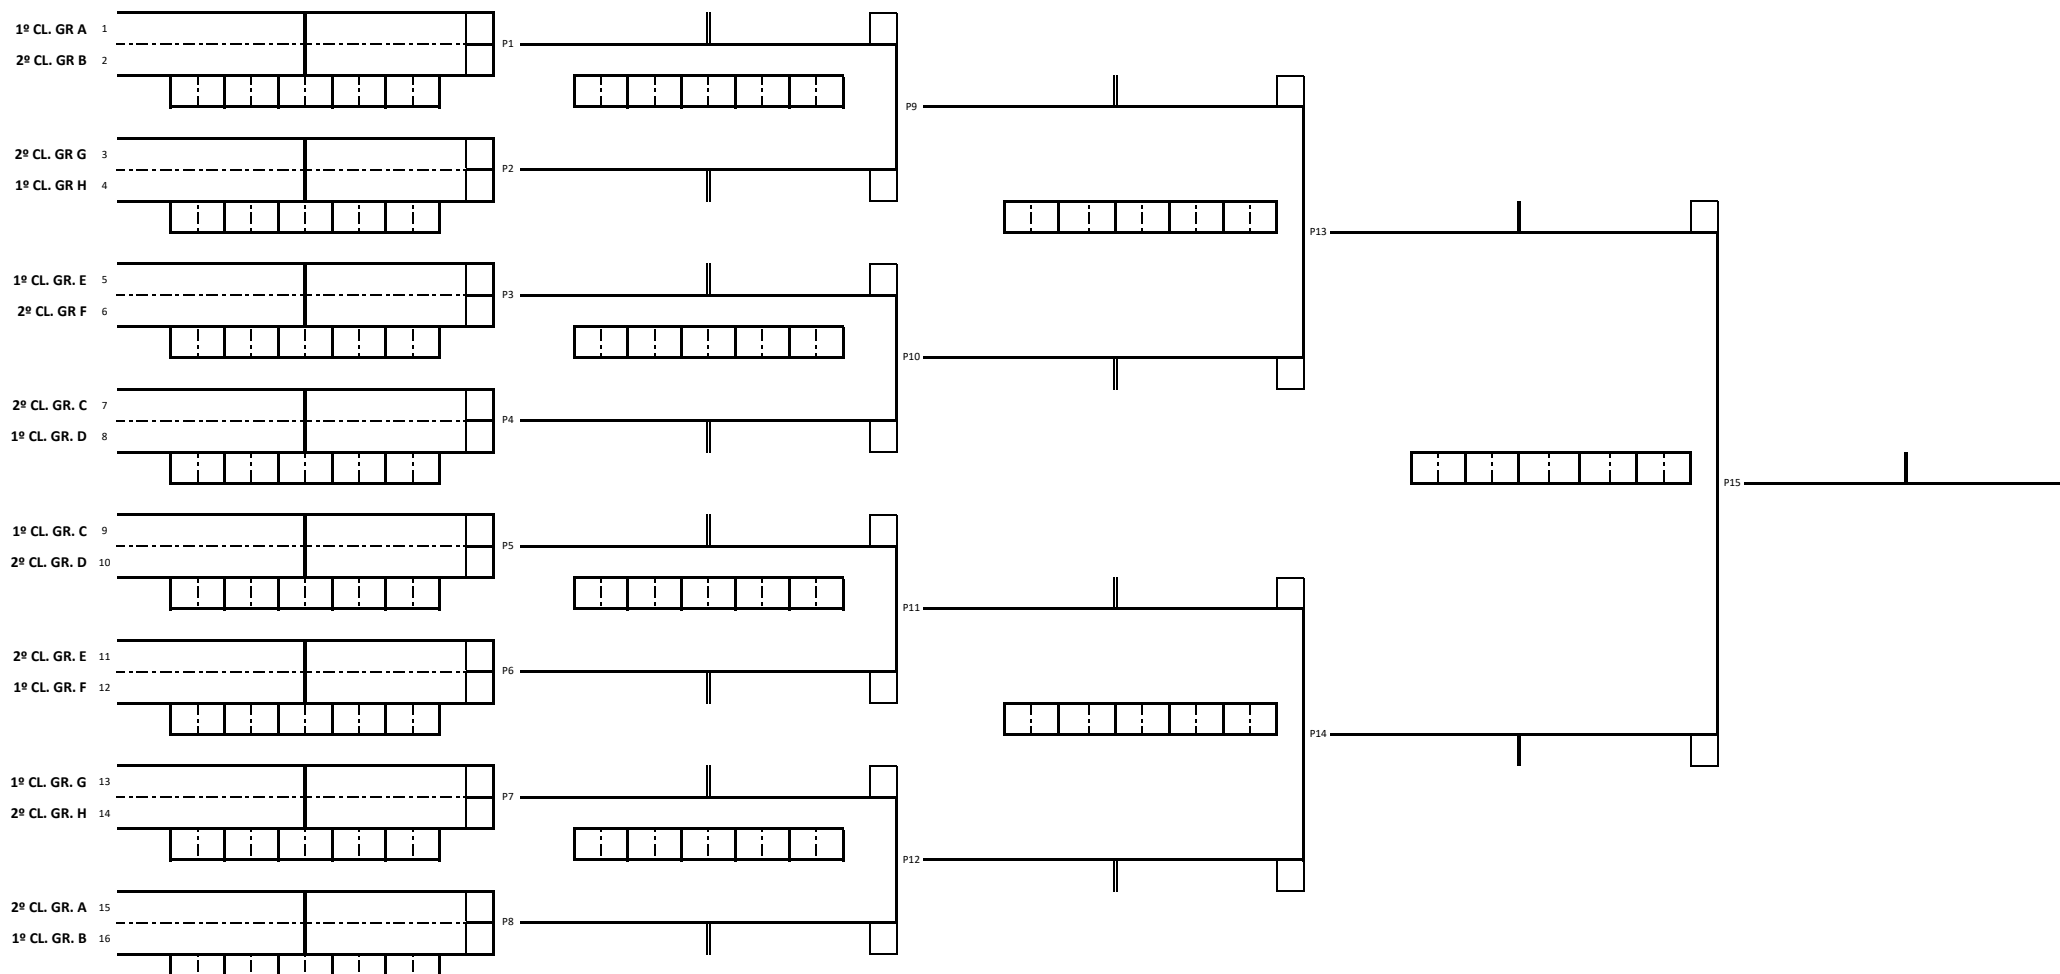 1º CL. GR A 1
P1
2º CL. GR B 2
P9
2º CL. GR G 3
P2
1º CL. GR H 4
P13
1º CL. GR. E 5
P3
2º CL. GR F 6
P10
2º CL. GR. C 7
P4
1º CL. GR. D 8
P15
1º CL. GR. C 9
P5
2º CL. GR. D 10
P11
2º CL. GR. E 11
P6
1º CL. GR. F 12
P14
1º CL. GR. G 13
P7
2º CL. GR. H 14
P12
2º CL. GR. A 15
P8
1º CL. GR. B 16